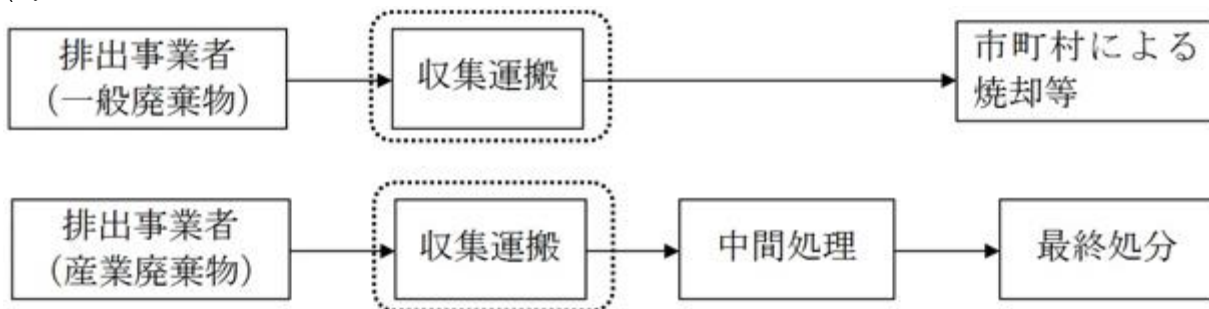 排出事業者
(一般廃棄物)
収集運搬
市町村による
焼却等
排出事業者
(産業廃棄物)
収集運搬
中間処理
最終処分